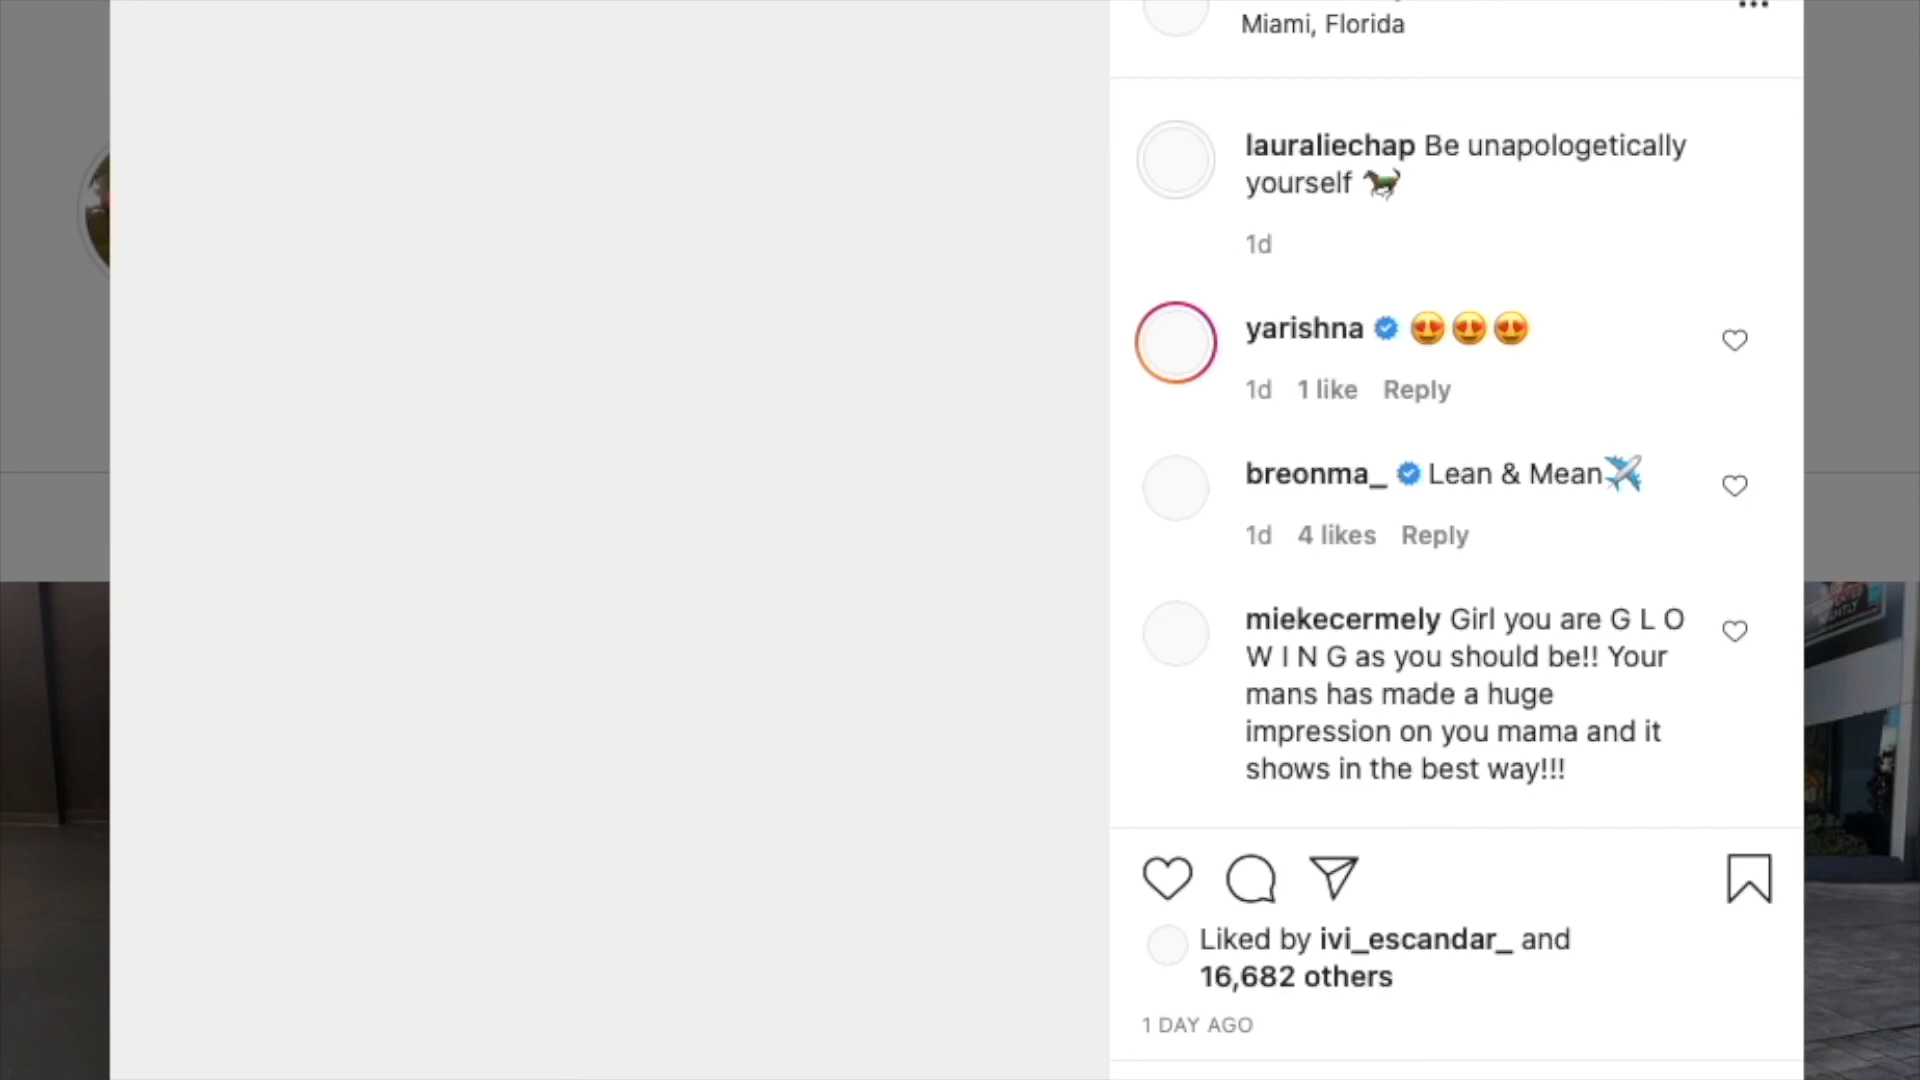 Miami, Florida
lauraliechap Be unapologetically
yourself 🐎
1d
yarishna 😍😍😍
1d 1 like Reply
breonma_ Lean & Mean✈️
1d 4 likes Reply
miekecermely Girl you are G L O
W I N G as you should be!! Your
mans has made a huge
impression on you mama and it
shows in the best way!!!
Liked by ivi_escandar_ and
16,682 others
1 DAY AGO